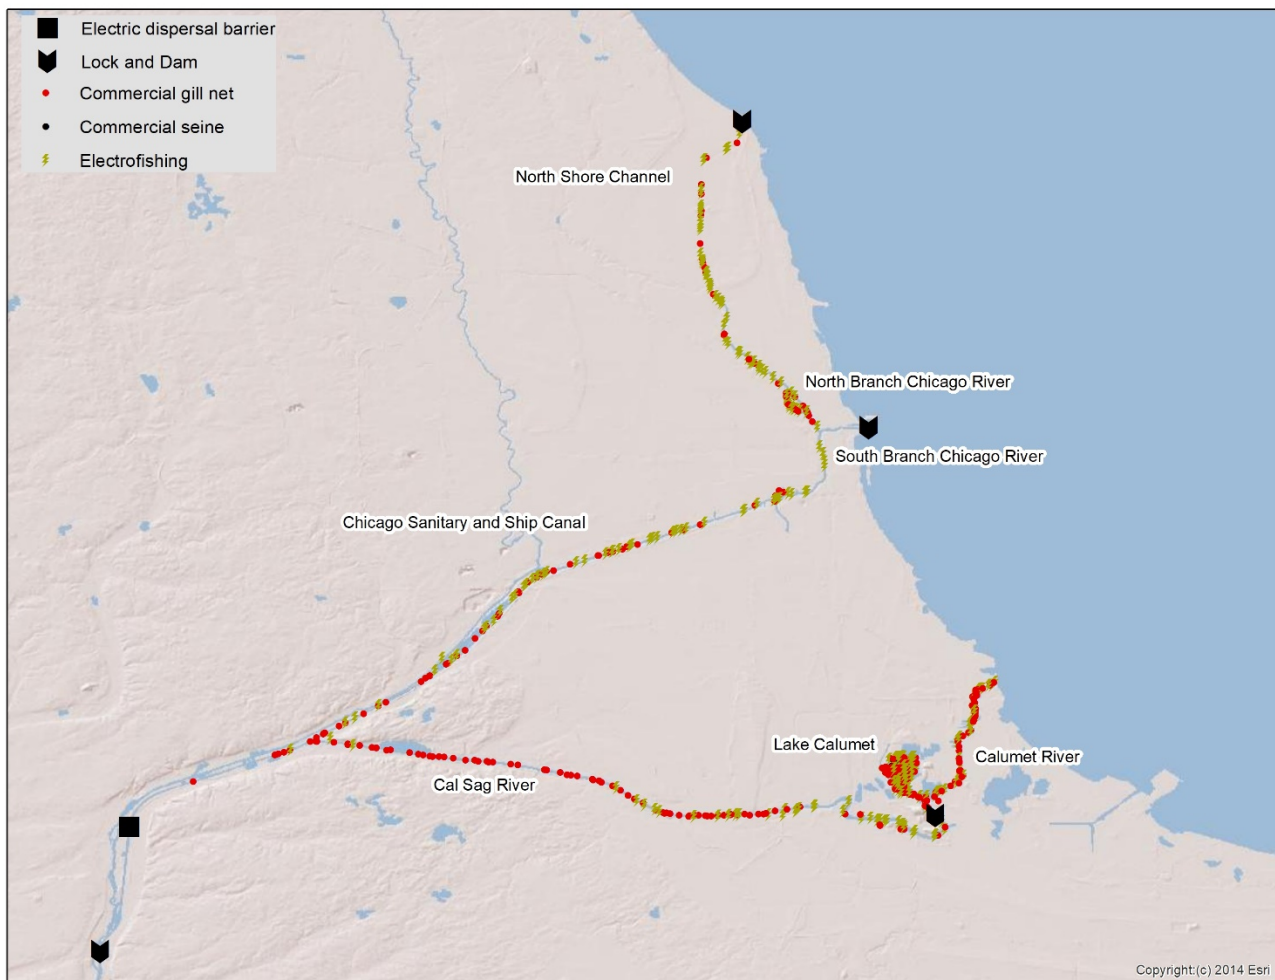 Electric dispersal barrier
Lock and Dam
Commercial gill net
Commercial seine
Electrofishing
North Shore Channel
North Branch Chicago River
South Branch Chicago River
Chicago Sanitary and Ship Canal
Lake Calumet
Calumet River
Cal Sag River
Copyright:(c) 2014 Esri